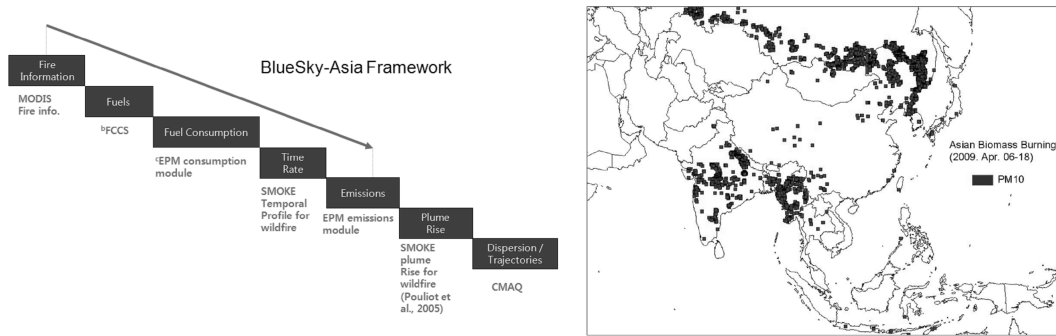 BlueSky-Asia Framework
Fire
Information
MODIS
Fire info.
Fuels
ᵇFCCS
Fuel Consumption
ᶜEPM consumption
module
Time
Rate
SMOKE
Temporal
Profile for
wildfire
Emissions
EPM emissions
module
Plume
Rise
SMOKE
plume
Rise for
wildfire
(Pouliot et
al., 2005)
Dispersion /
Trajectories
CMAQ
Asian Biomass Burning
(2009. Apr. 06-18)
PM10